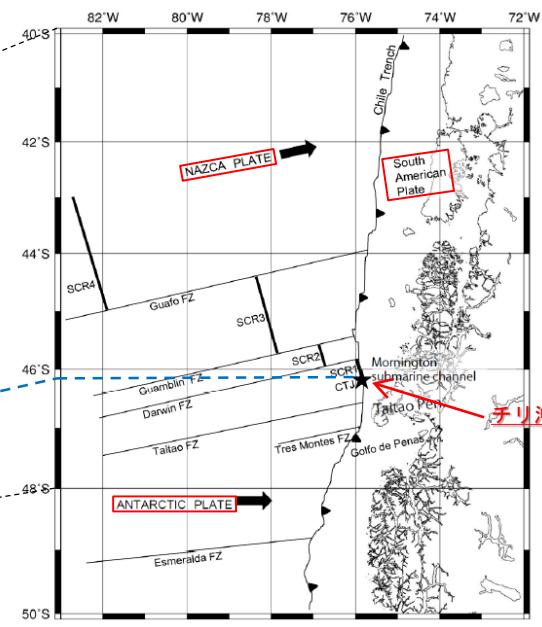 82°W
80°W
78°W
76°W
74°W
72°W
40°S
Chile Trench
42°S
NAZCA PLATE
South
American
Plate
44°S
SCR4
Guafo FZ
SCR3
SCR2
46°S
SCR1
Mornington
submarine channel
CTJ
Guamblin FZ
Darwin FZ
Taitao Pen
チリ
Taitao FZ
Tres Montes FZ
Golfo de Penas
48°S
ANTARCTIC PLATE
Esmeralda FZ
50°S